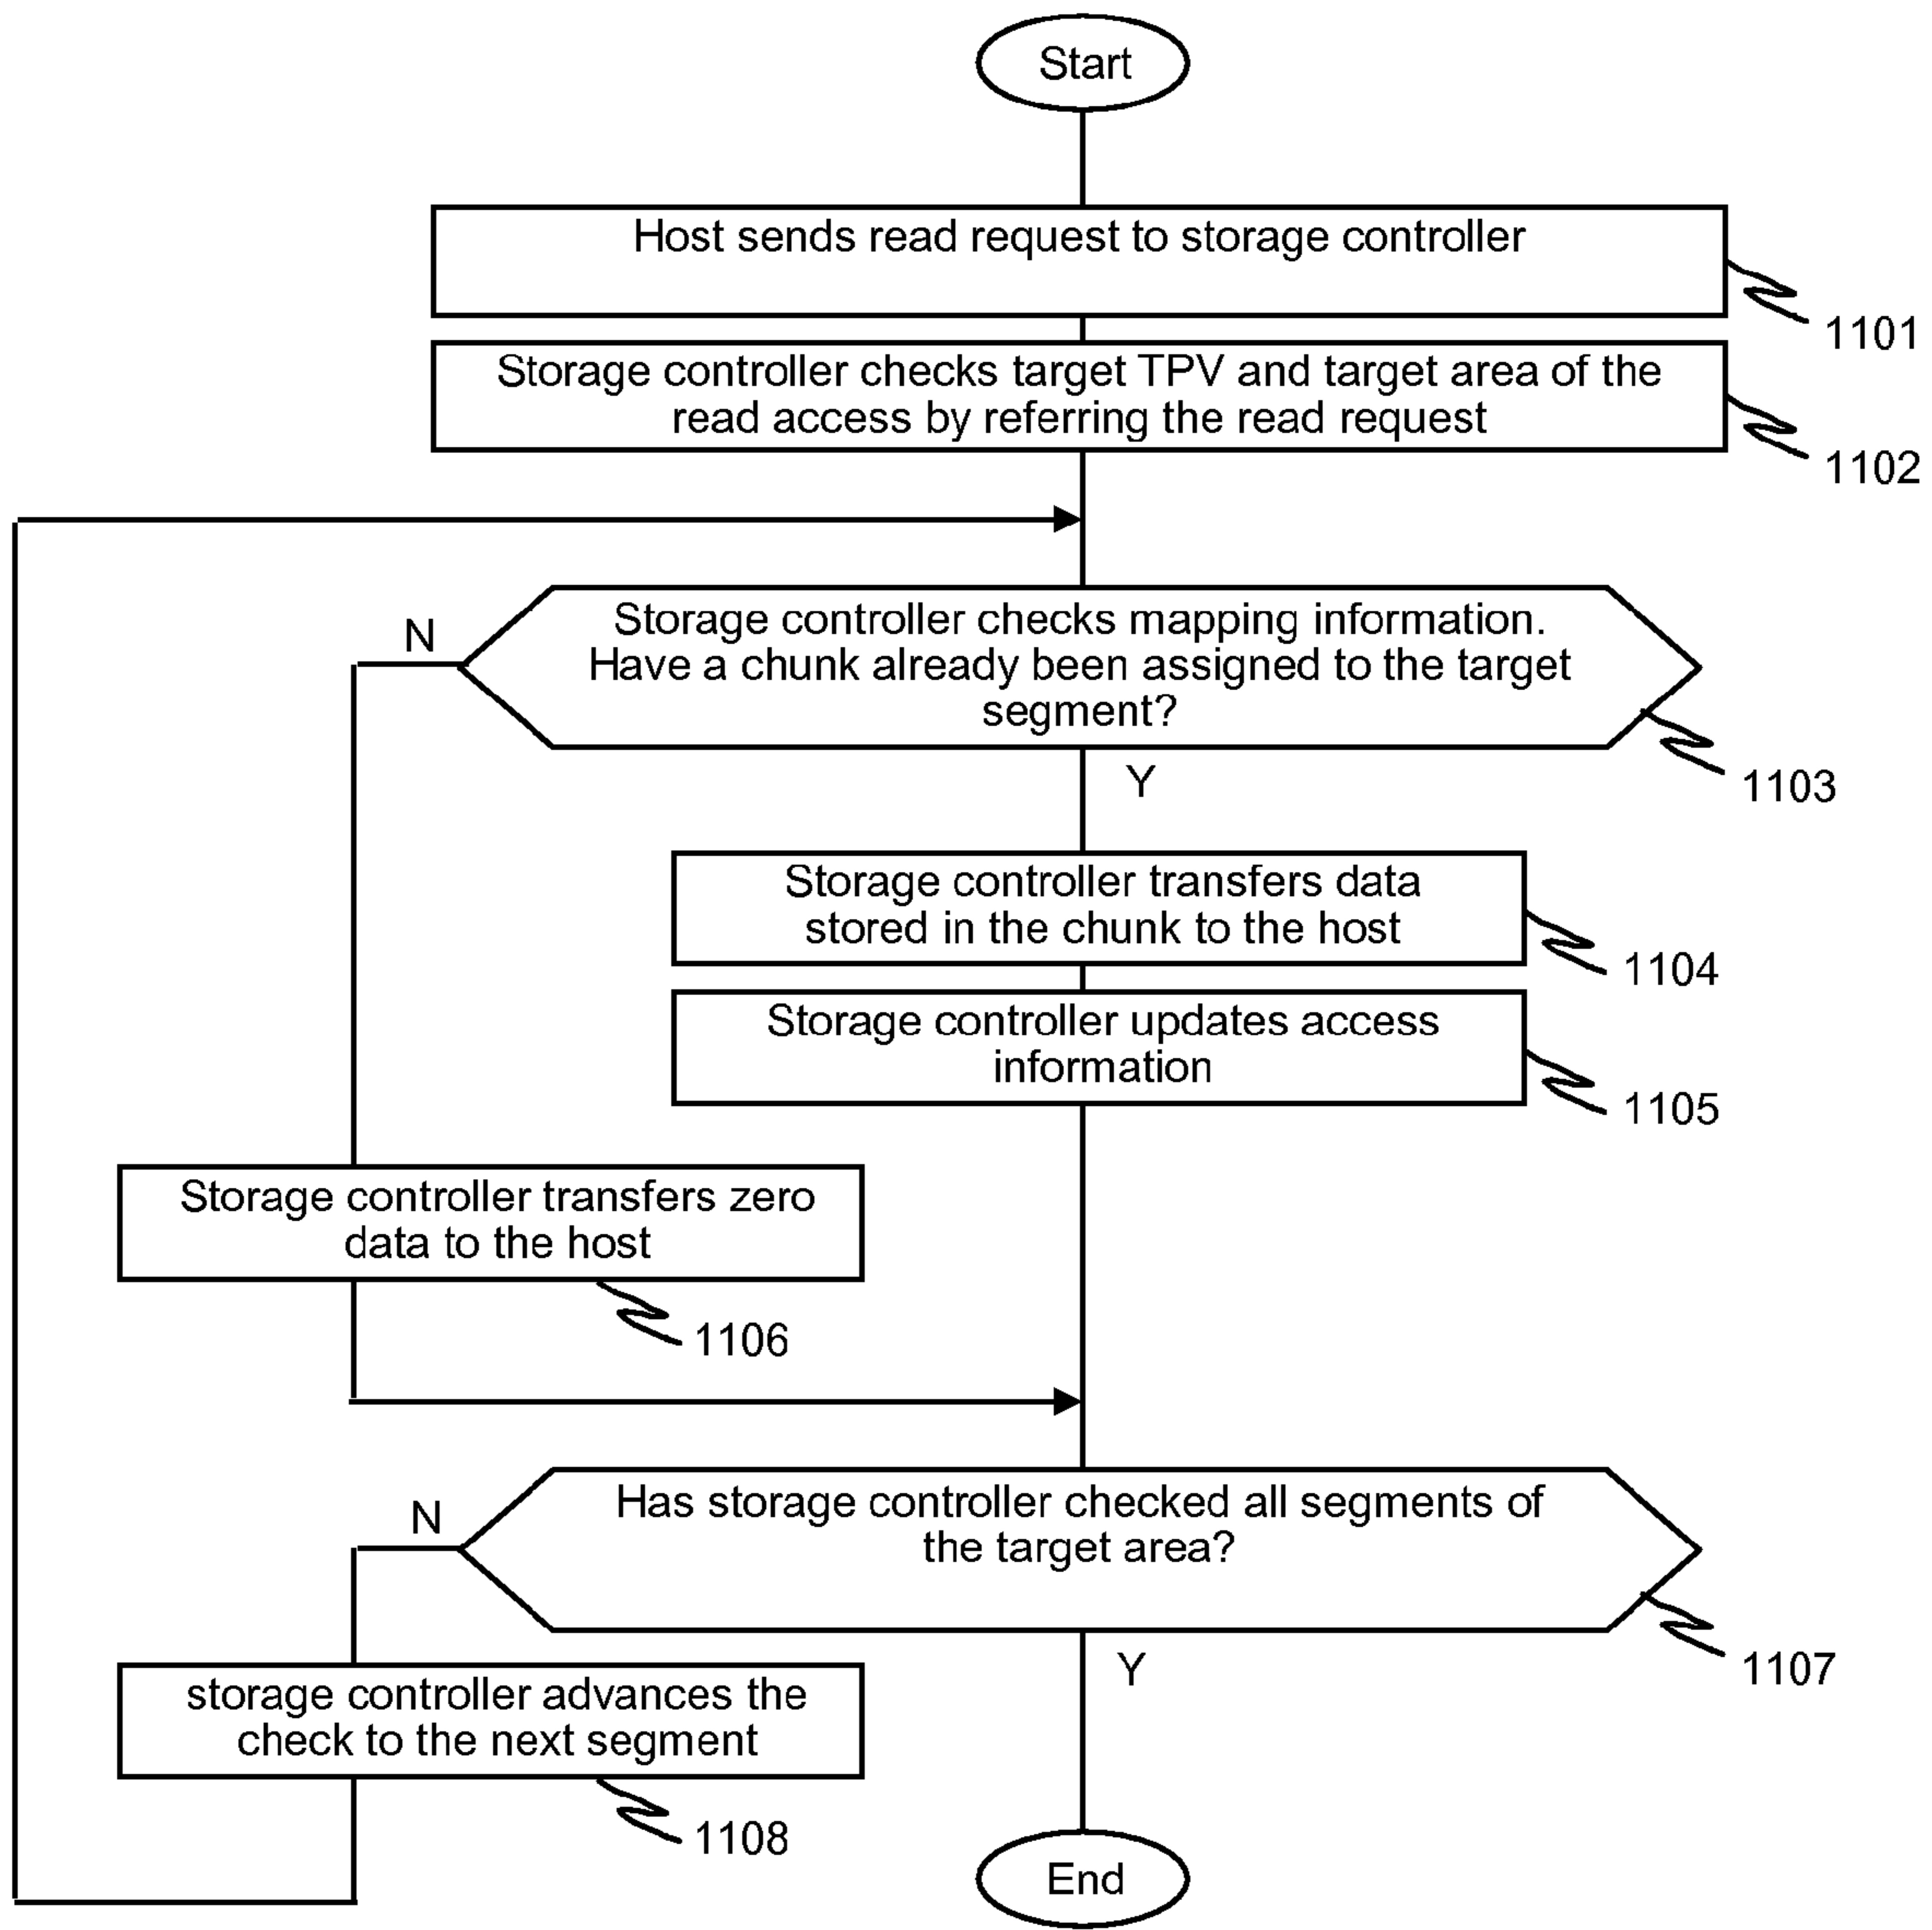 Start
Host sends read request to storage controller
1101
Storage controller checks target TPV and target area of the
read access by referring the read request
1102
N
Storage controller checks mapping information.
Have a chunk already been assigned to the target
segment?
1103
Y
Storage controller transfers data
stored in the chunk to the host
1104
Storage controller updates access
information
1105
Storage controller transfers zero
data to the host
1106
N
Has storage controller checked all segments of
the target area?
1107
Y
storage controller advances the
check to the next segment
1108
End